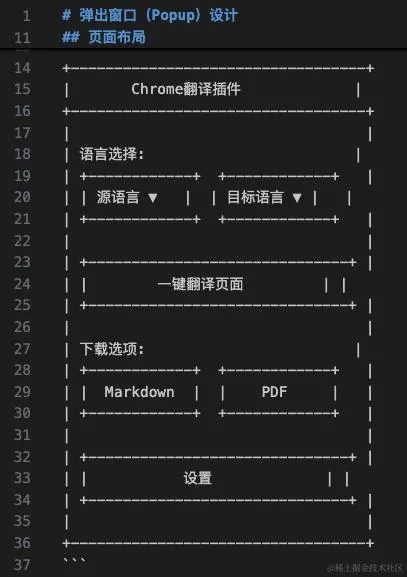 1 # 弹出窗口（Popup）设计
11 ## 页面布局
14 +---------------------------------+
15 |       Chrome翻译插件             |
16 +---------------------------------+
17 |                                 |
18 | 语言选择:                        |
19 | +------------+  +------------+   |
20 | | 源语言 ▼   |  | 目标语言 ▼ |   |
21 | +------------+  +------------+   |
22 |                                 |
23 | +-----------------------------+ |
24 | |        一键翻译页面         | |
25 | +-----------------------------+ |
26 |                                 |
27 | 下载选项:                        |
28 | +------------+  +------------+   |
29 | |  Markdown  |  |    PDF     |   |
30 | +------------+  +------------+   |
31 |                                 |
32 | +-----------------------------+ |
33 | |           设置              | |
34 | +-----------------------------+ |
35 |                                 |
36 +---------------------------------+
37 ```
@稀土掘金技术社区